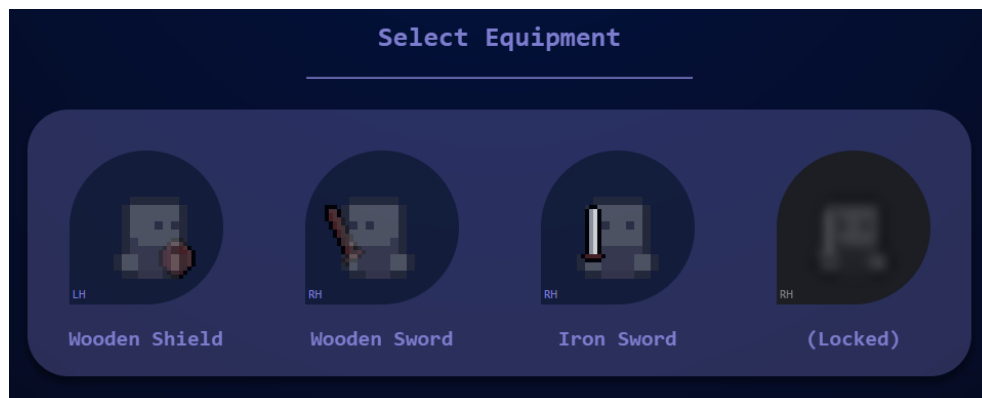 Select Equipment
LH
RH
RH
RH
Wooden Shield
Wooden Sword
Iron Sword
(Locked)